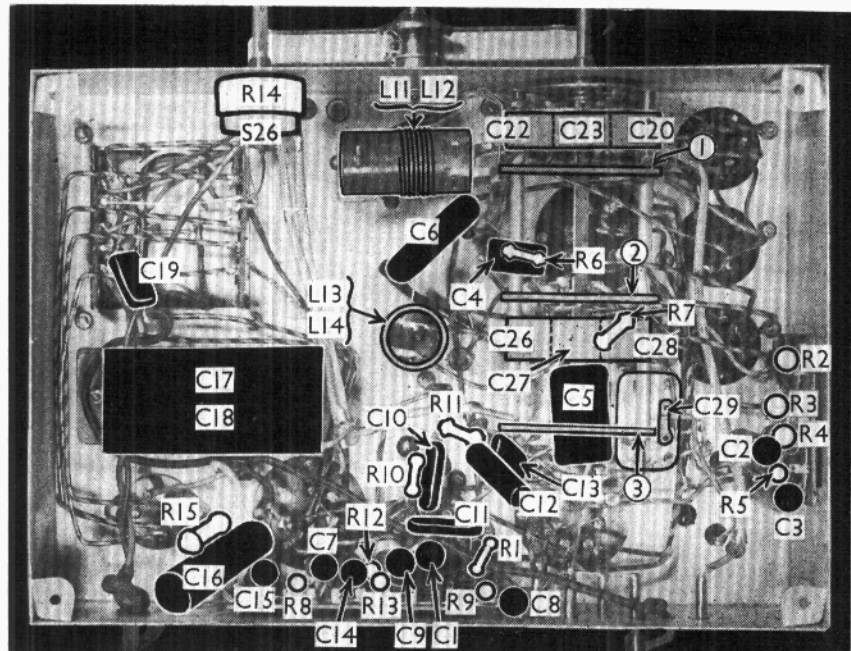 R14
S26
L11 L12
C22 C23 C20
1
C6
C19
C4
R6
2
L13
L14
R7
C26
C28
C27
R2
C17
C18
C5
C29
R3
R11
C10
R4
C2
R10
C13
3
C12
R5
C3
R15
C11
C7
R12
R1
C16
C15
R8
R13
R9
C8
C14
C9
C1